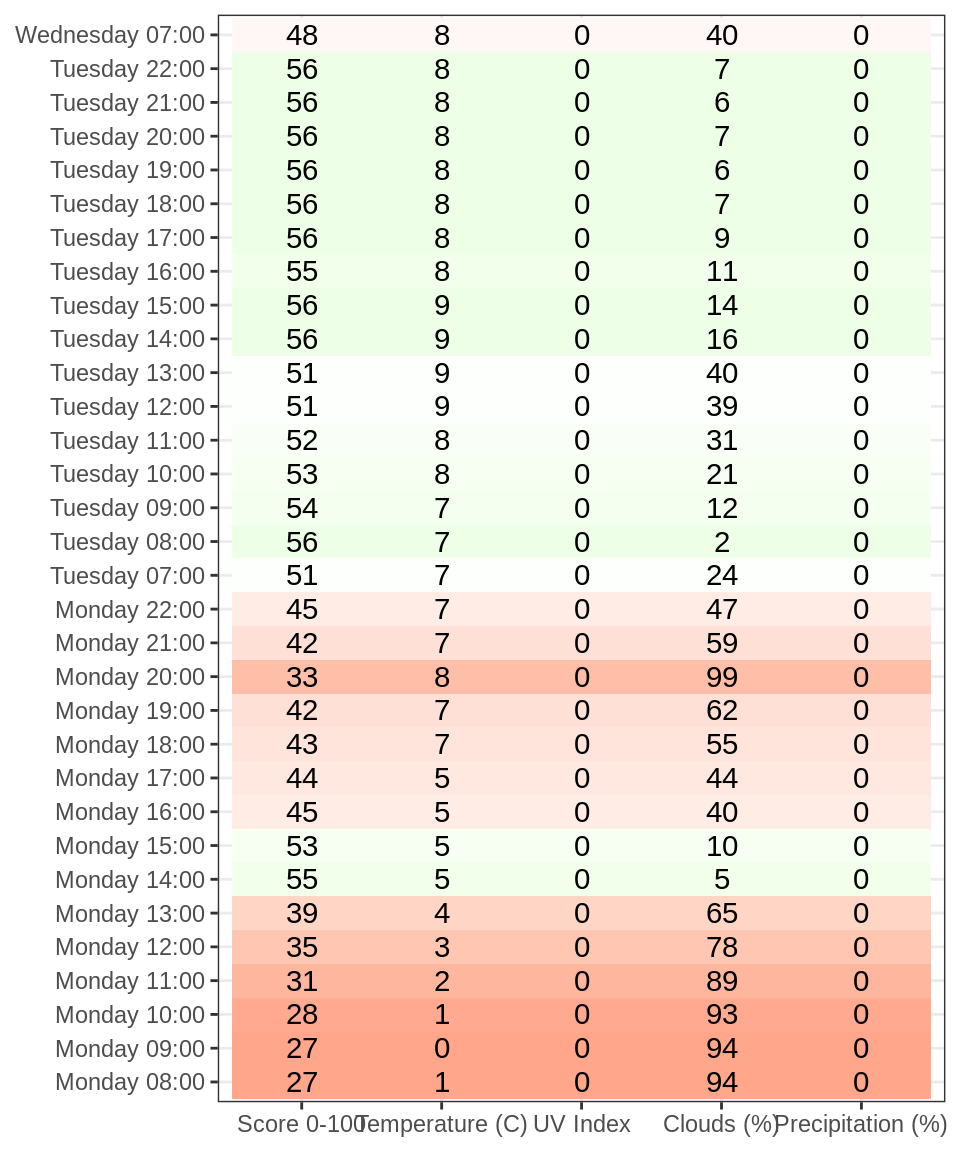 Wednesday 07:00 48 8 0 40 0
Tuesday 22:00 56 8 0 7 0
Tuesday 21:00 56 8 0 6 0
Tuesday 20:00 56 8 0 7 0
Tuesday 19:00 56 8 0 6 0
Tuesday 18:00 56 8 0 7 0
Tuesday 17:00 56 8 0 9 0
Tuesday 16:00 55 8 0 11 0
Tuesday 15:00 56 9 0 14 0
Tuesday 14:00 56 9 0 16 0
Tuesday 13:00 51 9 0 40 0
Tuesday 12:00 51 9 0 39 0
Tuesday 11:00 52 8 0 31 0
Tuesday 10:00 53 8 0 21 0
Tuesday 09:00 54 7 0 12 0
Tuesday 08:00 56 7 0 2 0
Tuesday 07:00 51 7 0 24 0
Monday 22:00 45 7 0 47 0
Monday 21:00 42 7 0 59 0
Monday 20:00 33 8 0 99 0
Monday 19:00 42 7 0 62 0
Monday 18:00 43 7 0 55 0
Monday 17:00 44 5 0 44 0
Monday 16:00 45 5 0 40 0
Monday 15:00 53 5 0 10 0
Monday 14:00 55 5 0 5 0
Monday 13:00 39 4 0 65 0
Monday 12:00 35 3 0 78 0
Monday 11:00 31 2 0 89 0
Monday 10:00 28 1 0 93 0
Monday 09:00 27 0 0 94 0
Monday 08:00 27 1 0 94 0
Score 0-100 Temperature (C) UV Index Clouds (%) Precipitation (%)